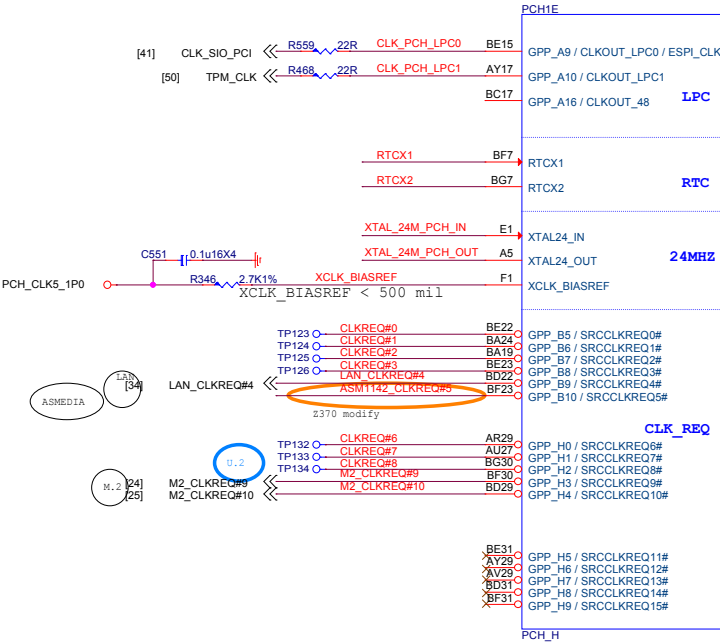 PCH1E
[41] CLK_SIO_PCI R559 22R CLK_PCH_LPC0 BE15 GPP_A9 / CLKOUT_LPC0 / ESPI_CLK
[50] TPM_CLK R468 22R CLK_PCH_LPC1 AY17 GPP_A10 / CLKOUT_LPC1
BC17 GPP_A16 / CLKOUT_48 LPC
RTCX1 BF7 RTCX1
RTCX2 BG7 RTCX2 RTC
XTAL_24M_PCH_IN E1 XTAL24_IN
XTAL_24M_PCH_OUT A5 XTAL24_OUT 24MHZ
C551 0.1u16X4
PCH_CLK5_1P0 R346 2.7K1% XCLK_BIASREF F1 XCLK_BIASREF
XCLK_BIASREF < 500 mil
TP123 CLKREQ#0 BE22 GPP_B5 / SRCCLKREQ0#
TP124 CLKREQ#1 BA24 GPP_B6 / SRCCLKREQ1#
TP125 CLKREQ#2 BA19 GPP_B7 / SRCCLKREQ2#
TP126 CLKREQ#3 BE23 GPP_B8 / SRCCLKREQ3#
LAN [34] LAN_CLKREQ#4 LAN_CLKREQ#4 BD22 GPP_B9 / SRCCLKREQ4#
ASMEDIA ASM1142_CLKREQ#5 BF23 GPP_B10 / SRCCLKREQ5#
Z370 modify
CLK_REQ
TP132 CLKREQ#6 AR29 GPP_H0 / SRCCLKREQ6#
TP133 CLKREQ#7 AU27 GPP_H1 / SRCCLKREQ7#
U.2 TP134 CLKREQ#8 BG30 GPP_H2 / SRCCLKREQ8#
M.2 [24] M2_CLKREQ#9 M2_CLKREQ#9 BF30 GPP_H3 / SRCCLKREQ9#
[25] M2_CLKREQ#10 M2_CLKREQ#10 BD29 GPP_H4 / SRCCLKREQ10#
BE31 GPP_H5 / SRCCLKREQ11#
AY29 GPP_H6 / SRCCLKREQ12#
AV29 GPP_H7 / SRCCLKREQ13#
BD31 GPP_H8 / SRCCLKREQ14#
BF31 GPP_H9 / SRCCLKREQ15#
PCH_H